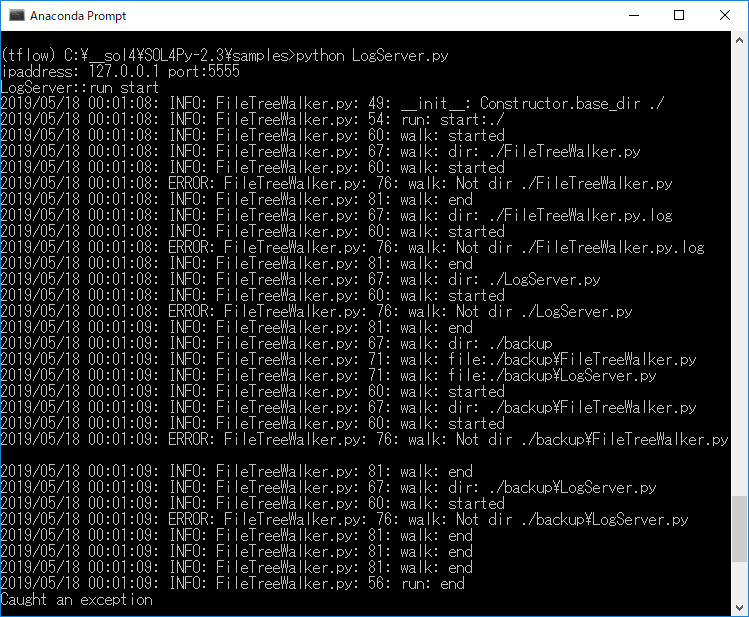 Anaconda Prompt
(tflow) C:¥__sol4¥SOL4Py-2.3¥samples>python LogServer.py
ipaddress: 127.0.0.1 port:5555
LogServer::run start
2019/05/18 00:01:08: INFO: FileTreeWalker.py: 49: __init__: Constructor.base_dir ./
2019/05/18 00:01:08: INFO: FileTreeWalker.py: 54: run: start:./
2019/05/18 00:01:08: INFO: FileTreeWalker.py: 60: walk: started
2019/05/18 00:01:08: INFO: FileTreeWalker.py: 67: walk: dir: ./FileTreeWalker.py
2019/05/18 00:01:08: INFO: FileTreeWalker.py: 60: walk: started
2019/05/18 00:01:08: ERROR: FileTreeWalker.py: 76: walk: Not dir ./FileTreeWalker.py
2019/05/18 00:01:08: INFO: FileTreeWalker.py: 81: walk: end
2019/05/18 00:01:08: INFO: FileTreeWalker.py: 67: walk: dir: ./FileTreeWalker.py.log
2019/05/18 00:01:08: INFO: FileTreeWalker.py: 60: walk: started
2019/05/18 00:01:08: ERROR: FileTreeWalker.py: 76: walk: Not dir ./FileTreeWalker.py.log
2019/05/18 00:01:08: INFO: FileTreeWalker.py: 81: walk: end
2019/05/18 00:01:08: INFO: FileTreeWalker.py: 67: walk: dir: ./LogServer.py
2019/05/18 00:01:08: INFO: FileTreeWalker.py: 60: walk: started
2019/05/18 00:01:08: ERROR: FileTreeWalker.py: 76: walk: Not dir ./LogServer.py
2019/05/18 00:01:09: INFO: FileTreeWalker.py: 81: walk: end
2019/05/18 00:01:09: INFO: FileTreeWalker.py: 67: walk: dir: ./backup
2019/05/18 00:01:09: INFO: FileTreeWalker.py: 71: walk: file:./backup¥FileTreeWalker.py
2019/05/18 00:01:09: INFO: FileTreeWalker.py: 71: walk: file:./backup¥LogServer.py
2019/05/18 00:01:09: INFO: FileTreeWalker.py: 60: walk: started
2019/05/18 00:01:09: INFO: FileTreeWalker.py: 67: walk: dir: ./backup¥FileTreeWalker.py
2019/05/18 00:01:09: INFO: FileTreeWalker.py: 60: walk: started
2019/05/18 00:01:09: ERROR: FileTreeWalker.py: 76: walk: Not dir ./backup¥FileTreeWalker.py
2019/05/18 00:01:09: INFO: FileTreeWalker.py: 81: walk: end
2019/05/18 00:01:09: INFO: FileTreeWalker.py: 67: walk: dir: ./backup¥LogServer.py
2019/05/18 00:01:09: INFO: FileTreeWalker.py: 60: walk: started
2019/05/18 00:01:09: ERROR: FileTreeWalker.py: 76: walk: Not dir ./backup¥LogServer.py
2019/05/18 00:01:09: INFO: FileTreeWalker.py: 81: walk: end
2019/05/18 00:01:09: INFO: FileTreeWalker.py: 81: walk: end
2019/05/18 00:01:09: INFO: FileTreeWalker.py: 81: walk: end
2019/05/18 00:01:09: INFO: FileTreeWalker.py: 56: run: end
Caught an exception